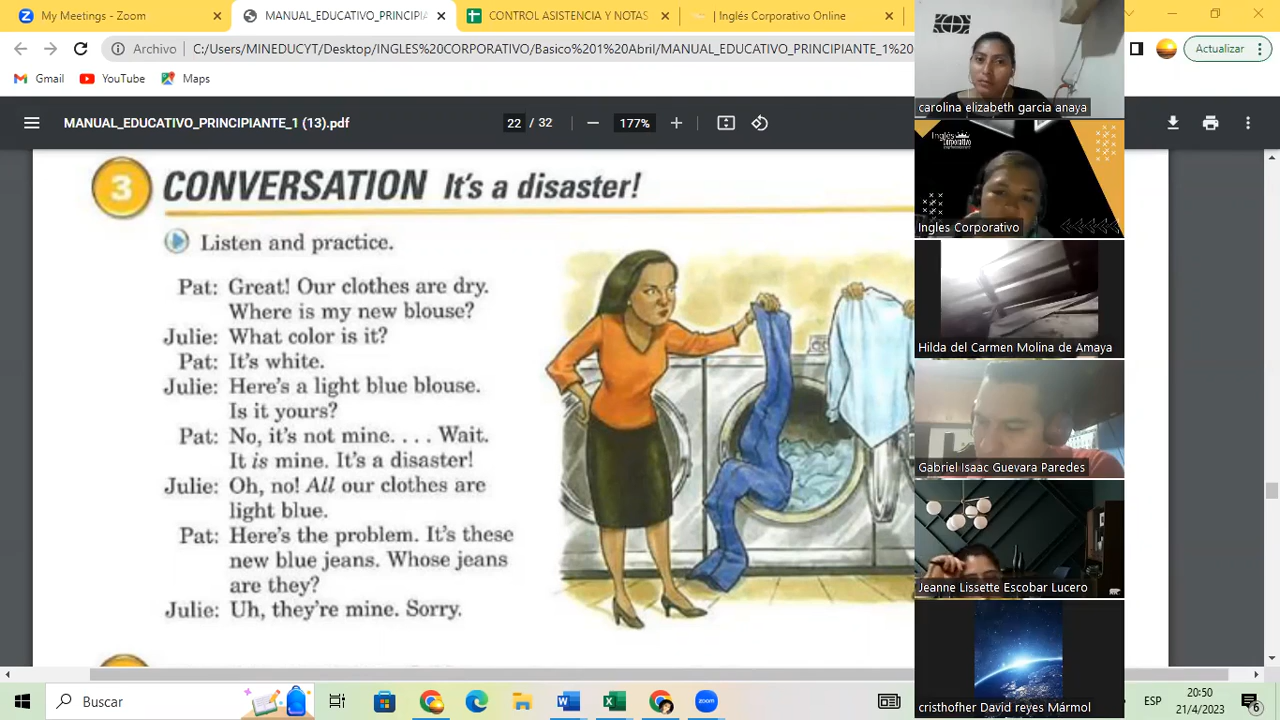 My Meetings - Zoom
MANUAL_EDUCATIVO_PRINCIPIA
CONTROL ASISTENCIA Y NOTAS
| Inglés Corporativo Online
Archivo
C:/Users/MINEDUCYT/Desktop/INGLES%20CORPORATIVO/Basico%201%20Abril/MANUAL_EDUCATIVO_PRINCIPIANTE_1%20
Actualizar
Gmail
YouTube
Maps
MANUAL_EDUCATIVO_PRINCIPIANTE_1 (13).pdf
22 / 32
177%
3 CONVERSATION It's a disaster!
Listen and practice.
Pat: Great! Our clothes are dry.
Where is my new blouse?
Julie: What color is it?
Pat: It's white.
Julie: Here's a light blue blouse.
Is it yours?
Pat: No, it's not mine. . . . Wait.
It is mine. It's a disaster!
Julie: Oh, no! All our clothes are
light blue.
Pat: Here's the problem. It's these
new blue jeans. Whose jeans
are they?
Julie: Uh, they're mine. Sorry.
carolina elizabeth garcia anaya
Inglés
Corporativo
Ingles Corporativo
Hilda del Carmen Molina de Amaya
Gabriel Isaac Guevara Paredes
Jeanne Lissette Escobar Lucero
cristhofher David reyes Mármol
Buscar
ESP
20:50
21/4/2023
6